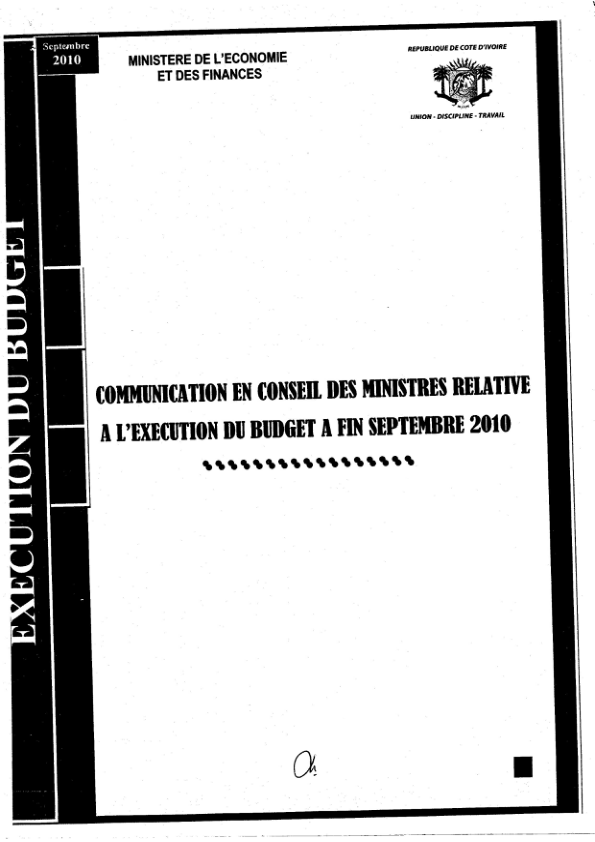 Septembre
2010
MINISTERE DE L'ECONOMIE
ET DES FINANCES
REPUBLIQUE DE COTE D'IVOIRE
UNION - DISCIPLINE - TRAVAIL
EXECUTION DU BUDGET
COMMUNICATION EN CONSEIL DES MINISTRES RELATIVE
A L'EXECUTION DU BUDGET A FIN SEPTEMBRE 2010